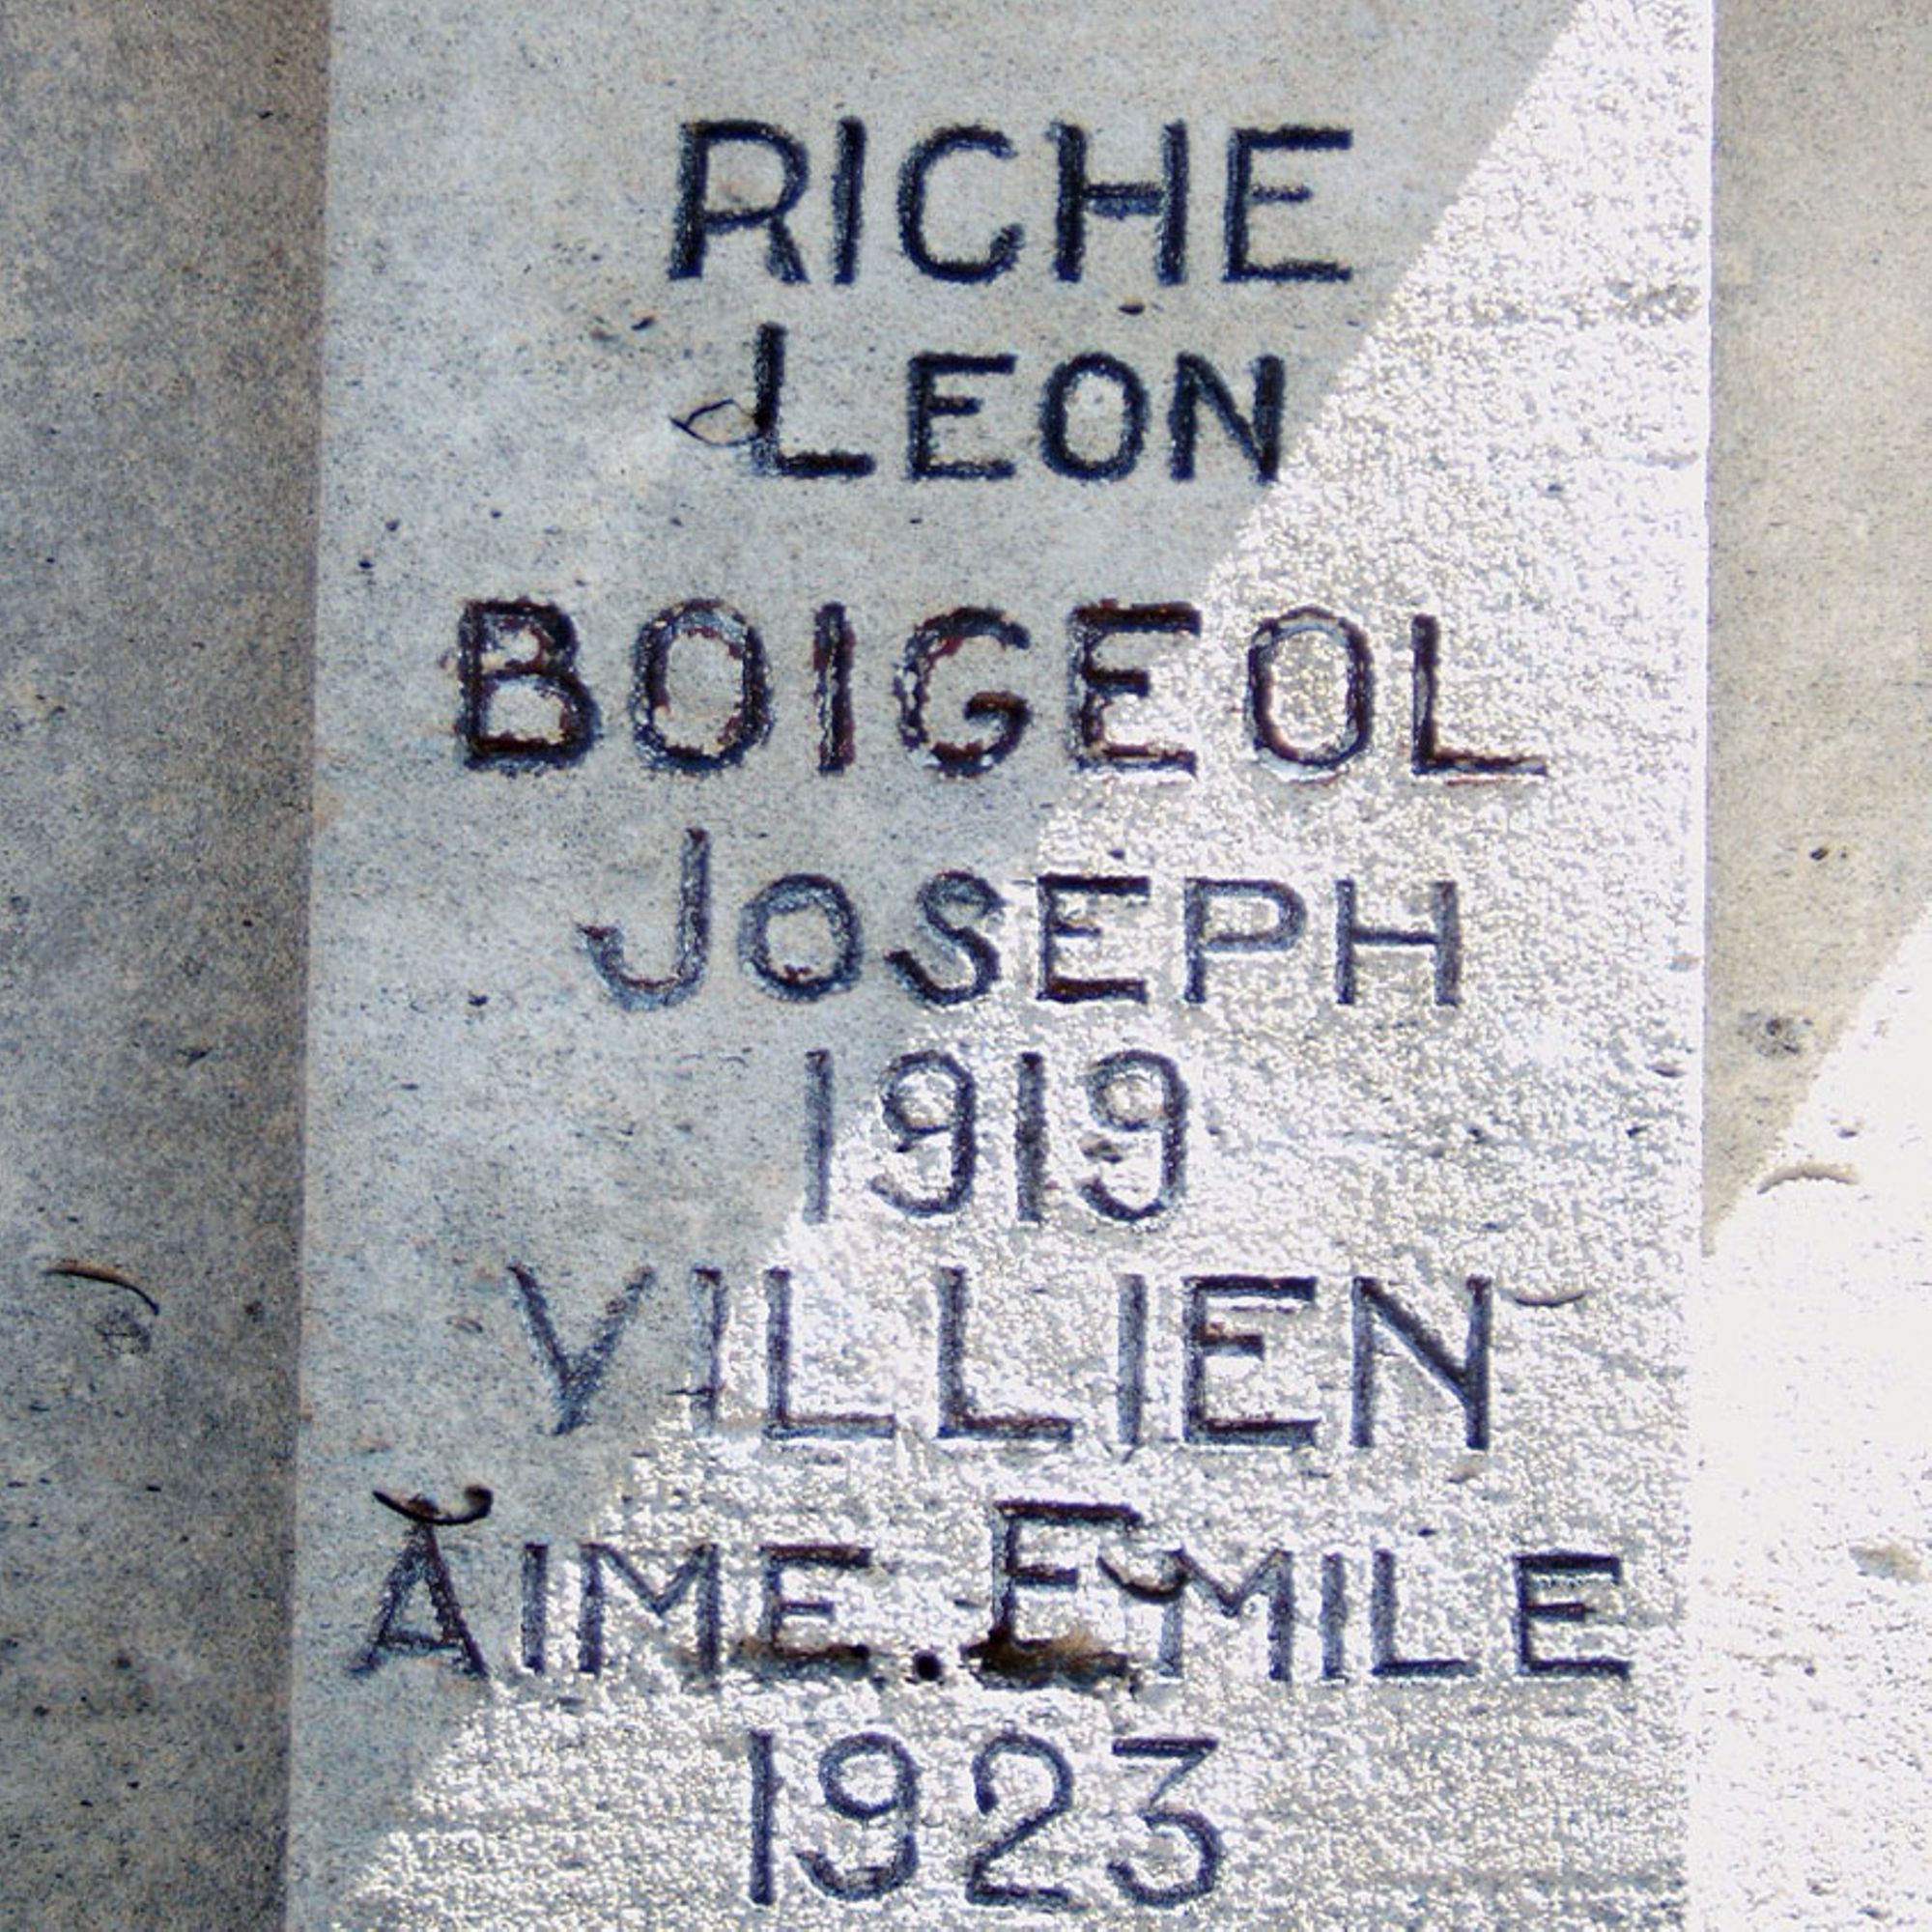 RICHE
LEON
BOIGEOL
JOSEPH
1919
VILLIEN
AIME.EMILE
1923